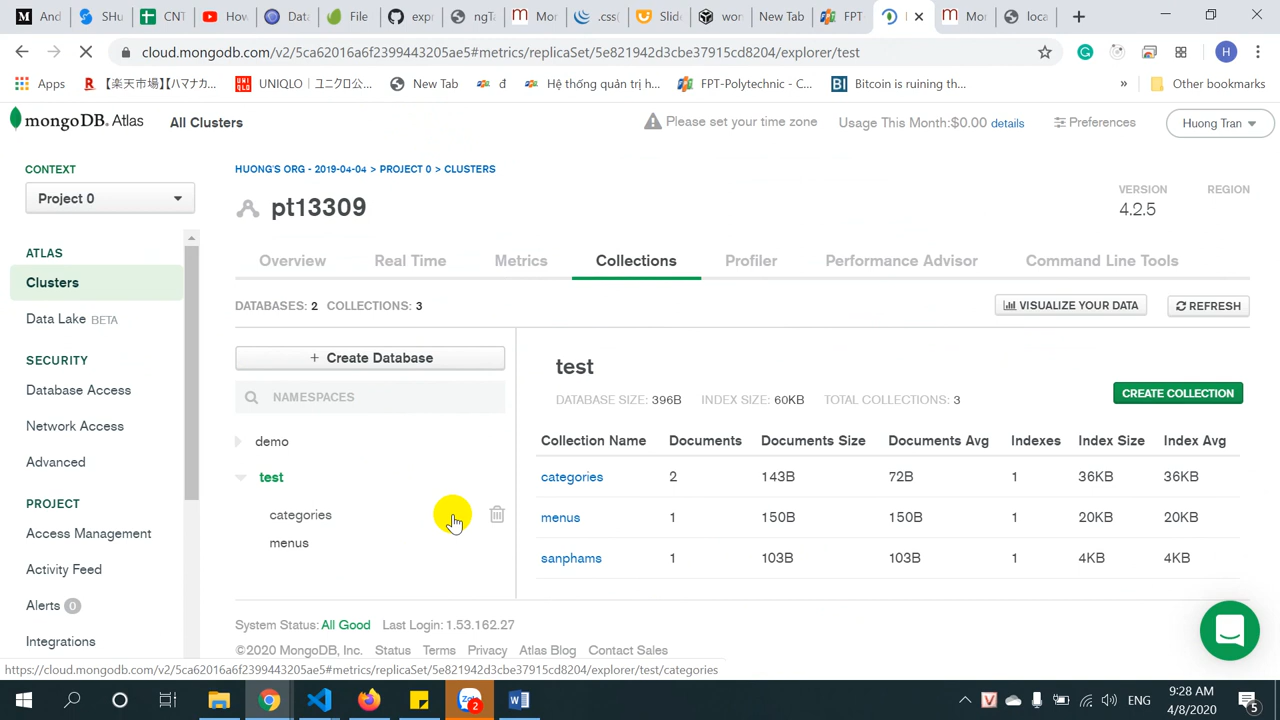 And
SHU
CNT
How
Data
File
expr
ngTa
Mon
.css(
Slide
wor
New Tab
FPT
Mon
loca
cloud.mongodb.com/v2/5ca62016a6f2399443205ae5#metrics/replicaSet/5e821942d3cbe37915cd8204/explorer/test
H
Apps
【楽天市場】【ハマナカ...
UNIQLO｜ユニクロ公...
New Tab
đ
Hệ thống quản trị h...
FPT-Polytechnic - C...
Bitcoin is ruining th...
»
Other bookmarks
mongoDB. Atlas
All Clusters
Please set your time zone
Usage This Month:$0.00 details
Preferences
Huong Tran
CONTEXT
Project 0
ATLAS
Clusters
Data Lake BETA
SECURITY
Database Access
Network Access
Advanced
PROJECT
Access Management
Activity Feed
Alerts 0
Integrations
HUONG'S ORG - 2019-04-04 > PROJECT 0 > CLUSTERS
pt13309
VERSION
4.2.5
REGION
Overview Real Time Metrics Collections Profiler Performance Advisor Command Line Tools
DATABASES: 2 COLLECTIONS: 3
VISUALIZE YOUR DATA
REFRESH
+ Create Database
NAMESPACES
demo
test
categories
menus
test
DATABASE SIZE: 396B INDEX SIZE: 60KB TOTAL COLLECTIONS: 3
CREATE COLLECTION
Collection Name Documents Documents Size Documents Avg Indexes Index Size Index Avg
categories 2 143B 72B 1 36KB 36KB
menus 1 150B 150B 1 20KB 20KB
sanphams 1 103B 103B 1 4KB 4KB
System Status: All Good Last Login: 1.53.162.27
©2020 MongoDB, Inc. Status Terms Privacy Atlas Blog Contact Sales
https://cloud.mongodb.com/v2/5ca62016a6f2399443205ae5#metrics/replicaSet/5e821942d3cbe37915cd8204/explorer/test/categories
2
ENG
9:28 AM
4/8/2020
5